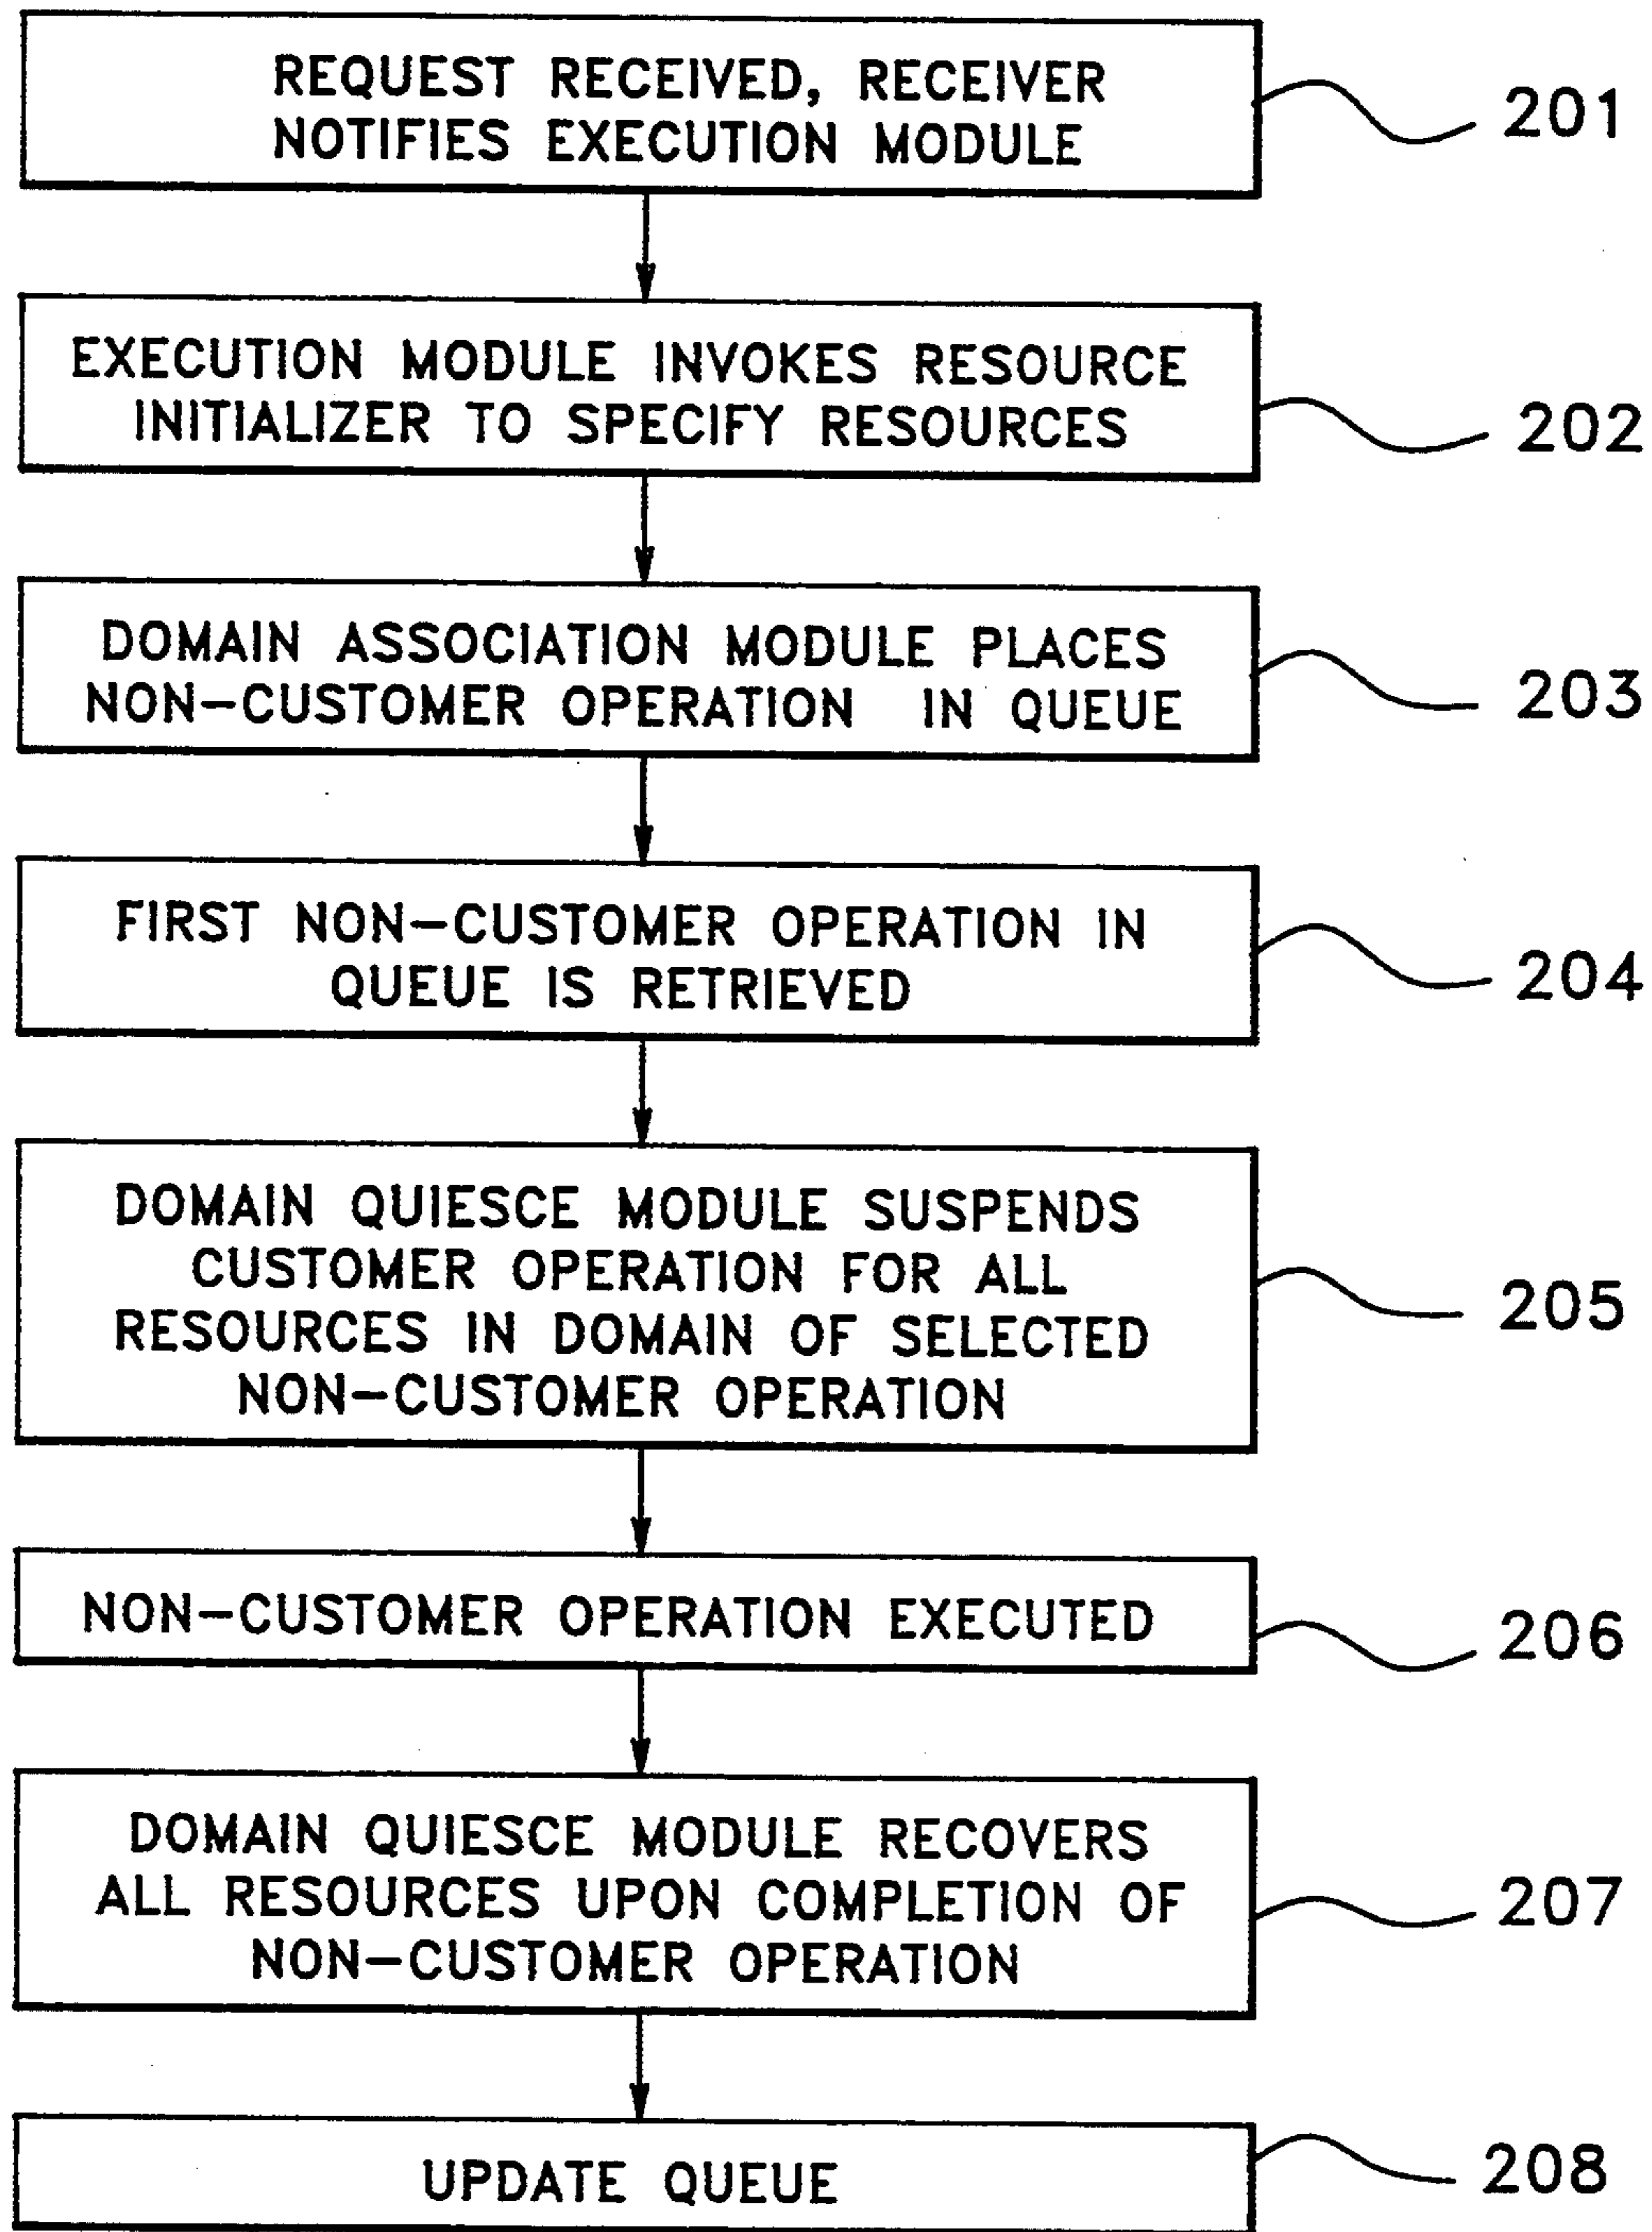 REQUEST RECEIVED, RECEIVER
NOTIFIES EXECUTION MODULE
201
EXECUTION MODULE INVOKES RESOURCE
INITIALIZER TO SPECIFY RESOURCES
202
DOMAIN ASSOCIATION MODULE PLACES
NON-CUSTOMER OPERATION IN QUEUE
203
FIRST NON-CUSTOMER OPERATION IN
QUEUE IS RETRIEVED
204
DOMAIN QUIESCE MODULE SUSPENDS
CUSTOMER OPERATION FOR ALL
RESOURCES IN DOMAIN OF SELECTED
NON-CUSTOMER OPERATION
205
NON-CUSTOMER OPERATION EXECUTED
206
DOMAIN QUIESCE MODULE RECOVERS
ALL RESOURCES UPON COMPLETION OF
NON-CUSTOMER OPERATION
207
UPDATE QUEUE
208